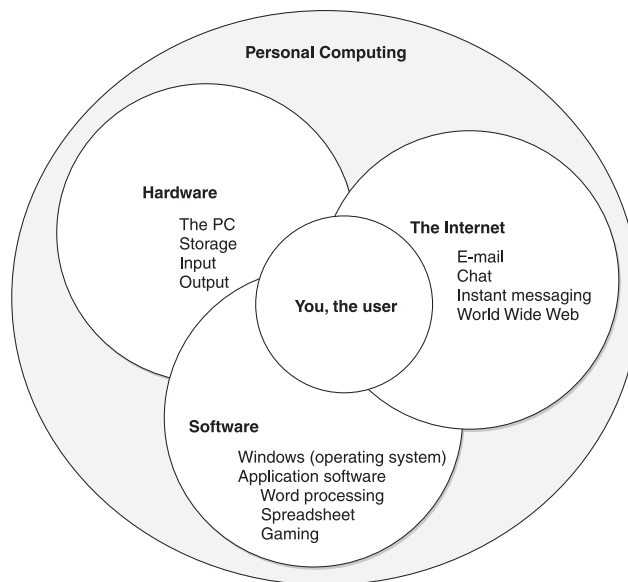 Personal Computing
Hardware
The PC
Storage
Input
Output
The Internet
E-mail
Chat
Instant messaging
World Wide Web
You, the user
Software
Windows (operating system)
Application software
Word processing
Spreadsheet
Gaming